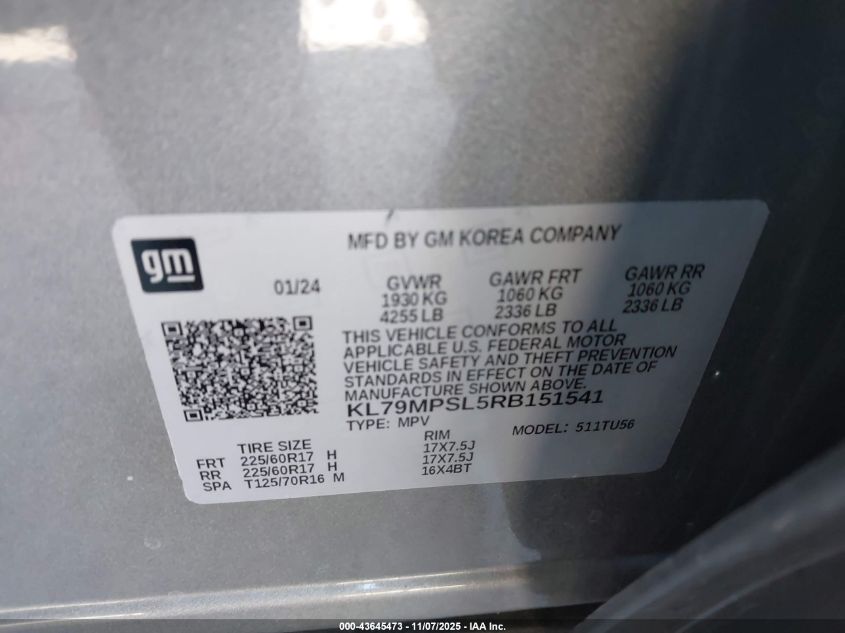 gm
MFD BY GM KOREA COMPANY
01/24
GVWR
1930 KG
4255 LB
GAWR FRT
1060 KG
2336 LB
GAWR RR
1060 KG
2336 LB
THIS VEHICLE CONFORMS TO ALL
APPLICABLE U.S. FEDERAL MOTOR
VEHICLE SAFETY AND THEFT PREVENTION
STANDARDS IN EFFECT ON THE DATE OF
MANUFACTURE SHOWN ABOVE.
KL79MPSL5RB151541
TYPE: MPV
MODEL: 511TU56
TIRE SIZE RIM
FRT 225/60R17 H 17X7.5J
RR 225/60R17 H 17X7.5J
SPA T125/70R16 M 16X4BT
000-43645473 - 11/07/2025 - IAA Inc.